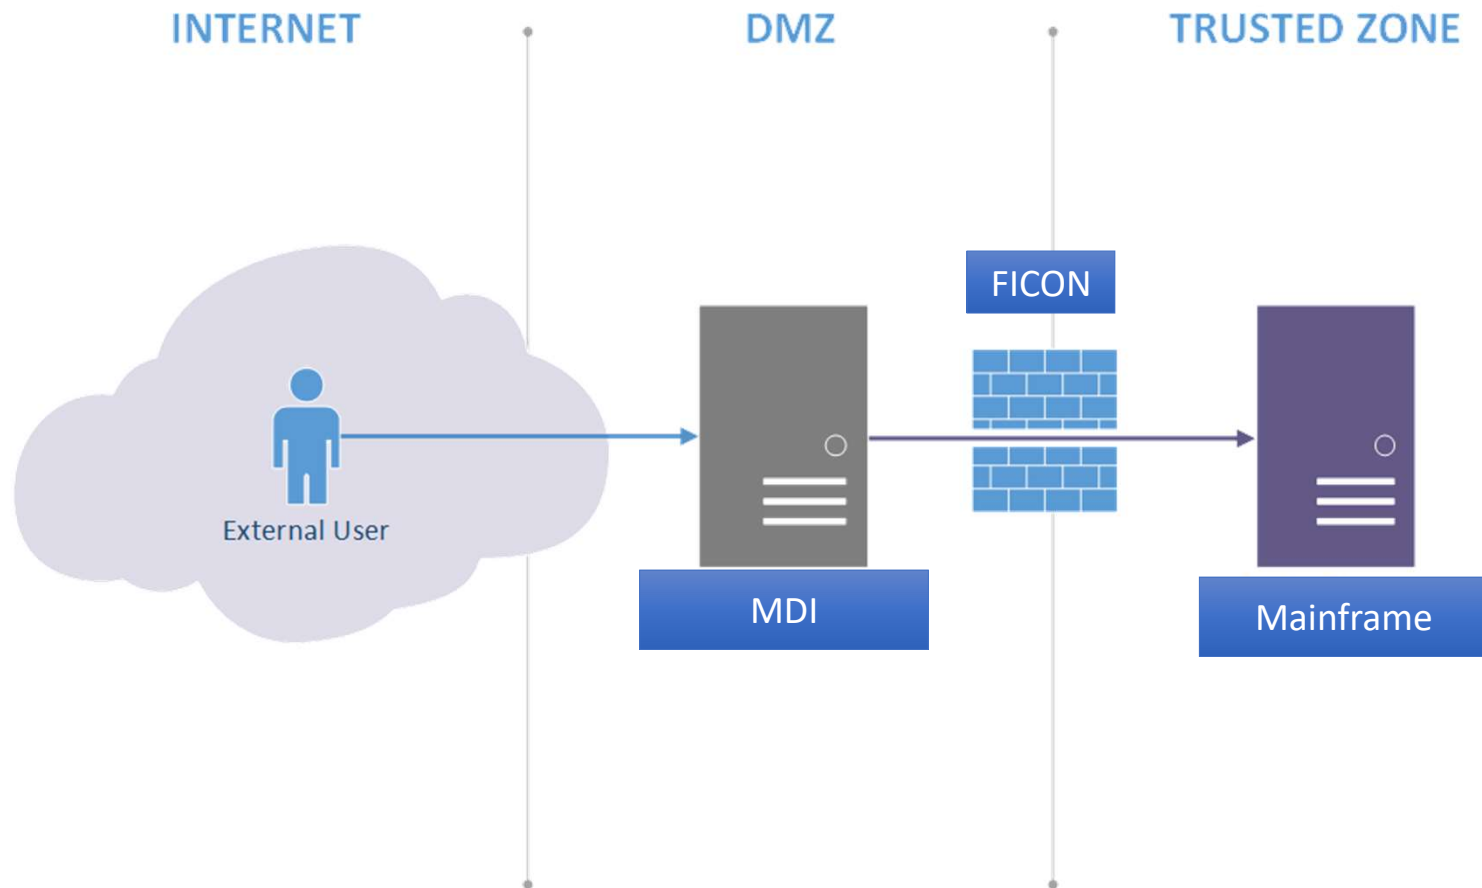 INTERNET
DMZ
TRUSTED ZONE
FICON
External User
MDI
Mainframe